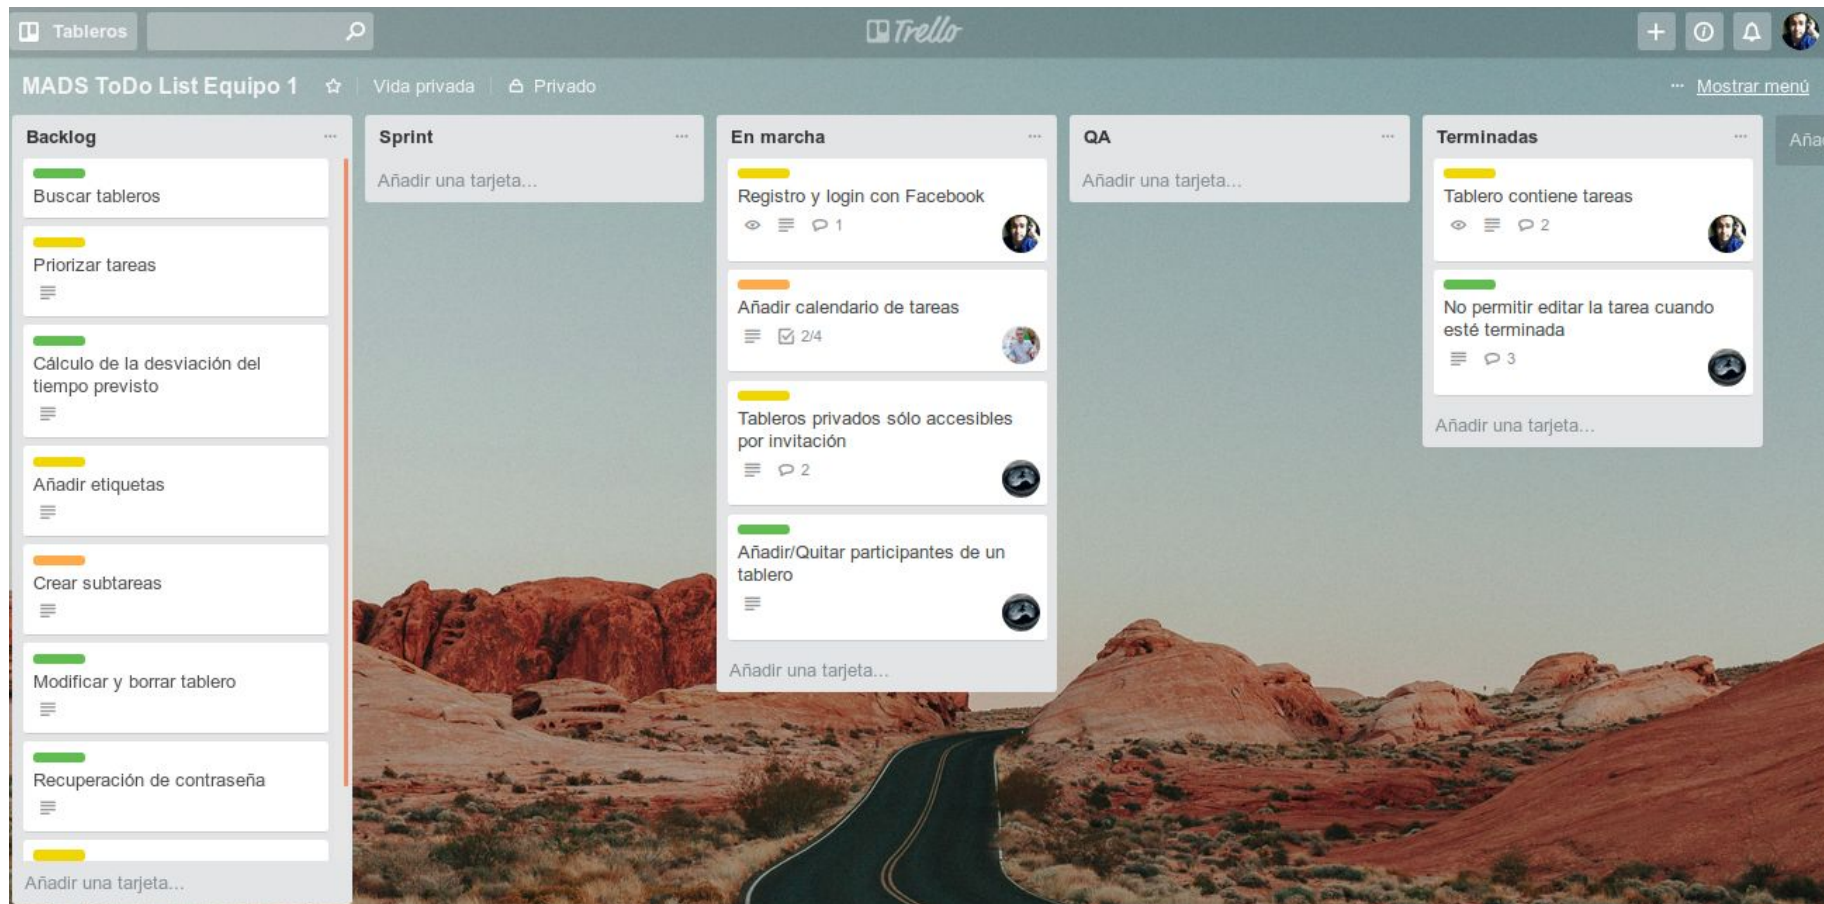 Tableros
Trello
MADS ToDo List Equipo 1
Vida privada
Privado
... Mostrar menú
Backlog ...
Buscar tableros
Priorizar tareas
Cálculo de la desviación del
tiempo previsto
Añadir etiquetas
Crear subtareas
Modificar y borrar tablero
Recuperación de contraseña
Añadir una tarjeta...
Sprint ...
Añadir una tarjeta...
En marcha ...
Registro y login con Facebook
1
Añadir calendario de tareas
2/4
Tableros privados sólo accesibles
por invitación
2
Añadir/Quitar participantes de un
tablero
Añadir una tarjeta...
QA ...
Añadir una tarjeta...
Terminadas ...
Tablero contiene tareas
2
No permitir editar la tarea cuando
esté terminada
3
Añadir una tarjeta...